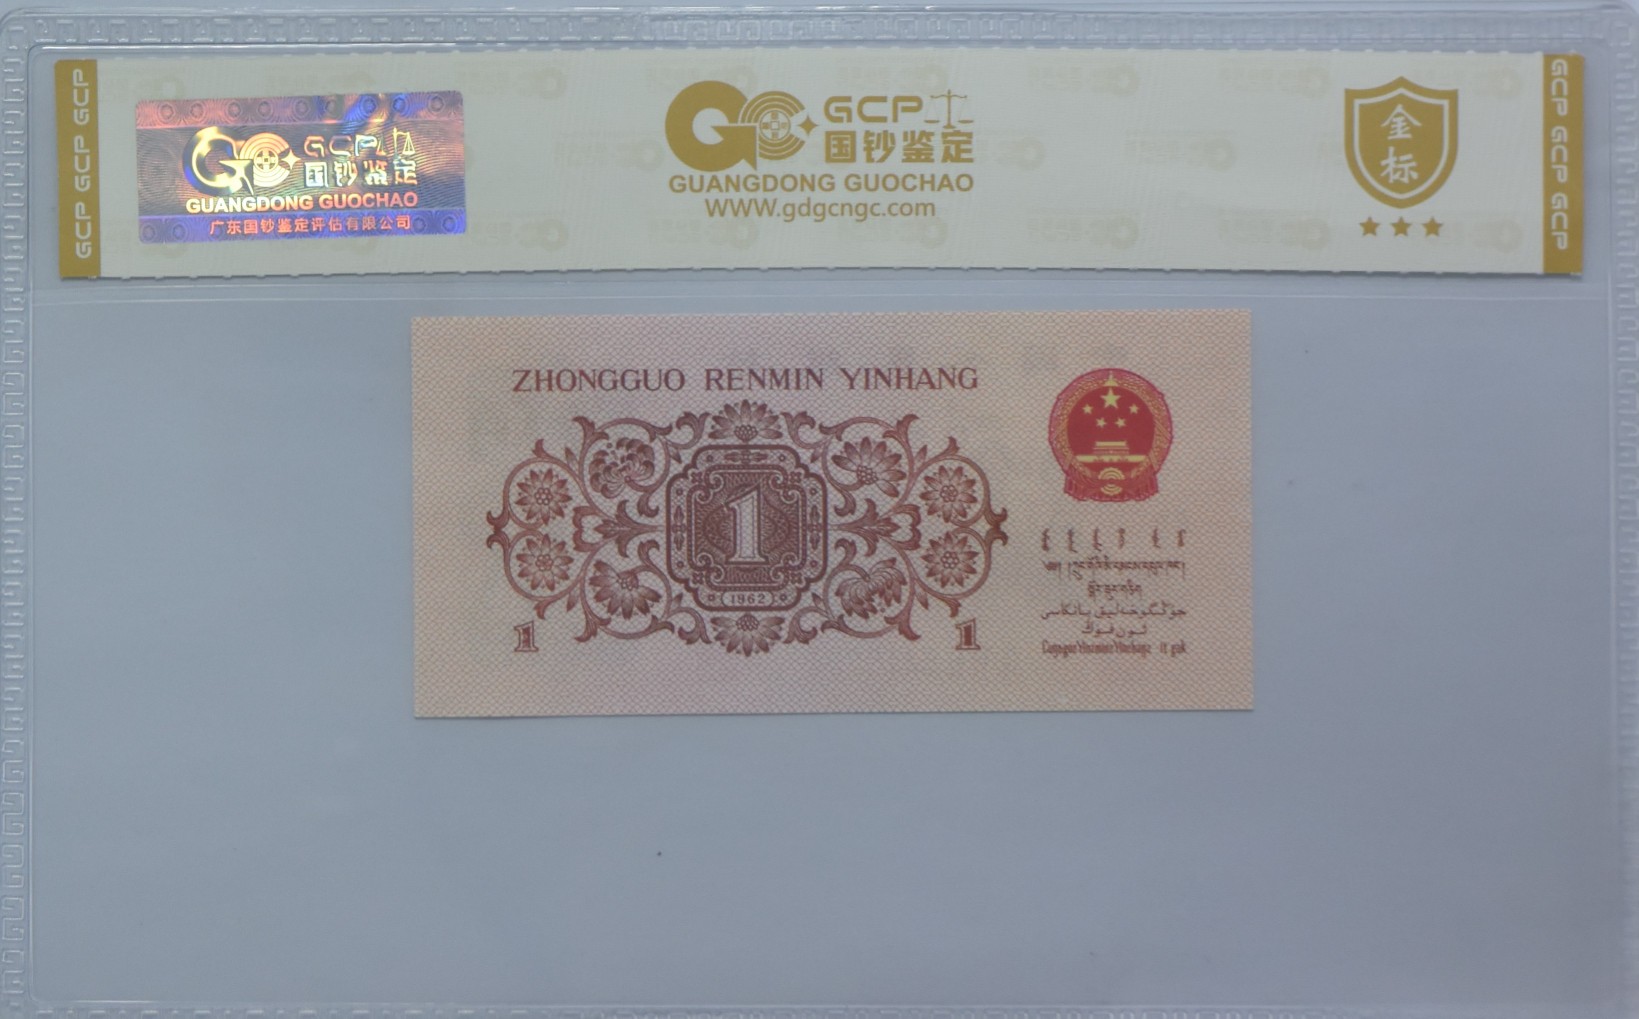 GCP GCP GCP
GCP
国钞鉴定
GUANGDONG GUOCHAO
广东国钞鉴定评估有限公司
GCP
国钞鉴定
GUANGDONG GUOCHAO
WWW.gdgcngc.com
金标
GCP GCP GCP
ZHONGGUO RENMIN YINHANG
1
1962
1
1